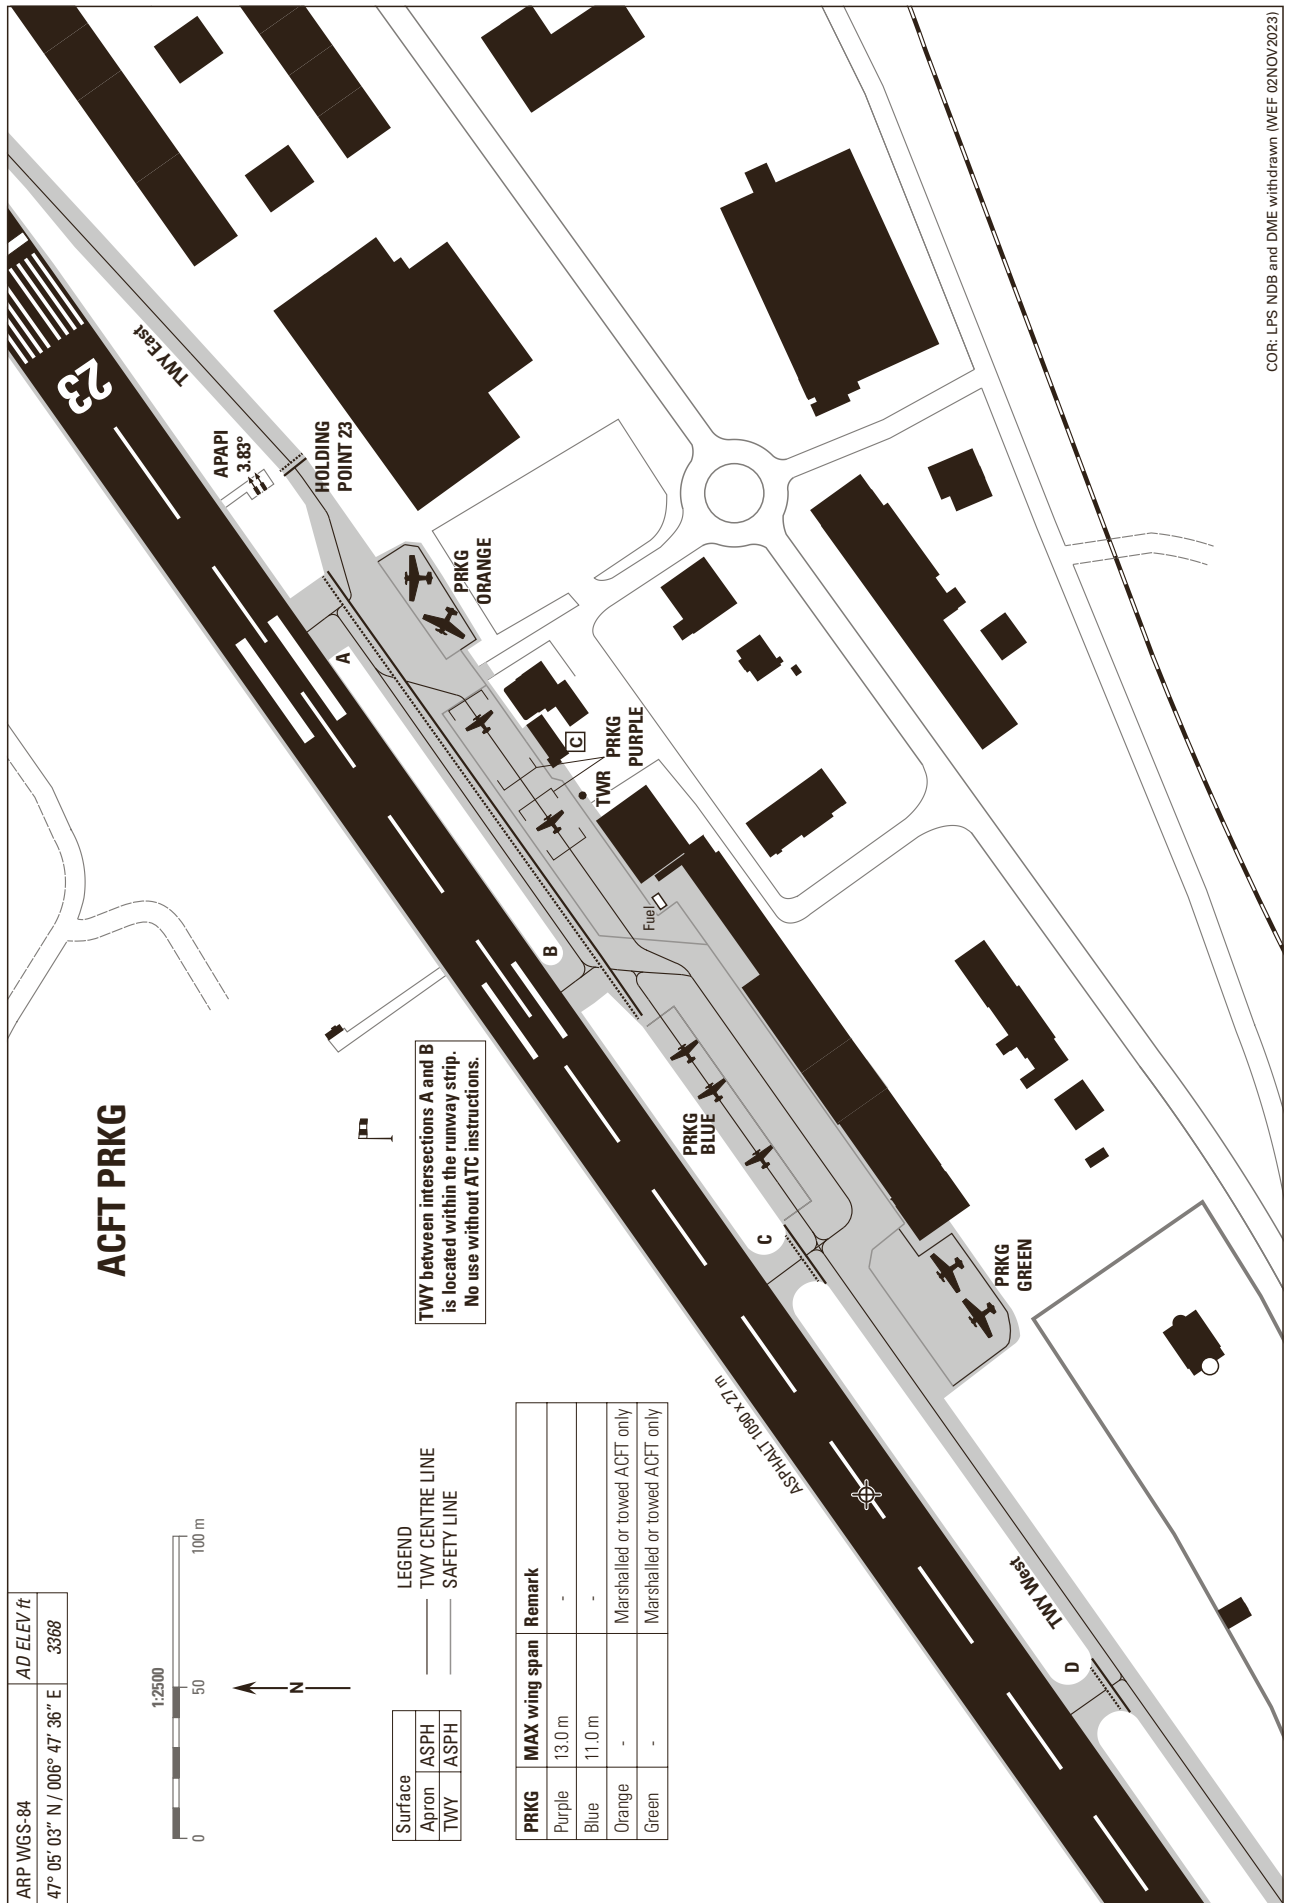 ARP WGS-84
AD ELEV ft
47° 05' 03" N / 006° 47' 36" E
3368
ACFT PRKG
1:2500
0
50
100 m
N
Surface
Apron ASPH
TWY ASPH
LEGEND
TWY CENTRE LINE
SAFETY LINE
PRKG MAX wing span Remark
Purple 13.0 m -
Blue 11.0 m -
Orange - Marshalled or towed ACFT only
Green - Marshalled or towed ACFT only
TWY between intersections A and B
is located within the runway strip.
No use without ATC instructions.
23
TWY East
APAPI
3.83°
HOLDING
POINT 23
PRKG
ORANGE
A
C
TWR
PRKG
PURPLE
Fuel
B
PRKG
BLUE
C
PRKG
GREEN
ASPHALT 1090 x 27 m
TWY West
D
COR: LPS NDB and DME withdrawn (WEF 02NOV2023)